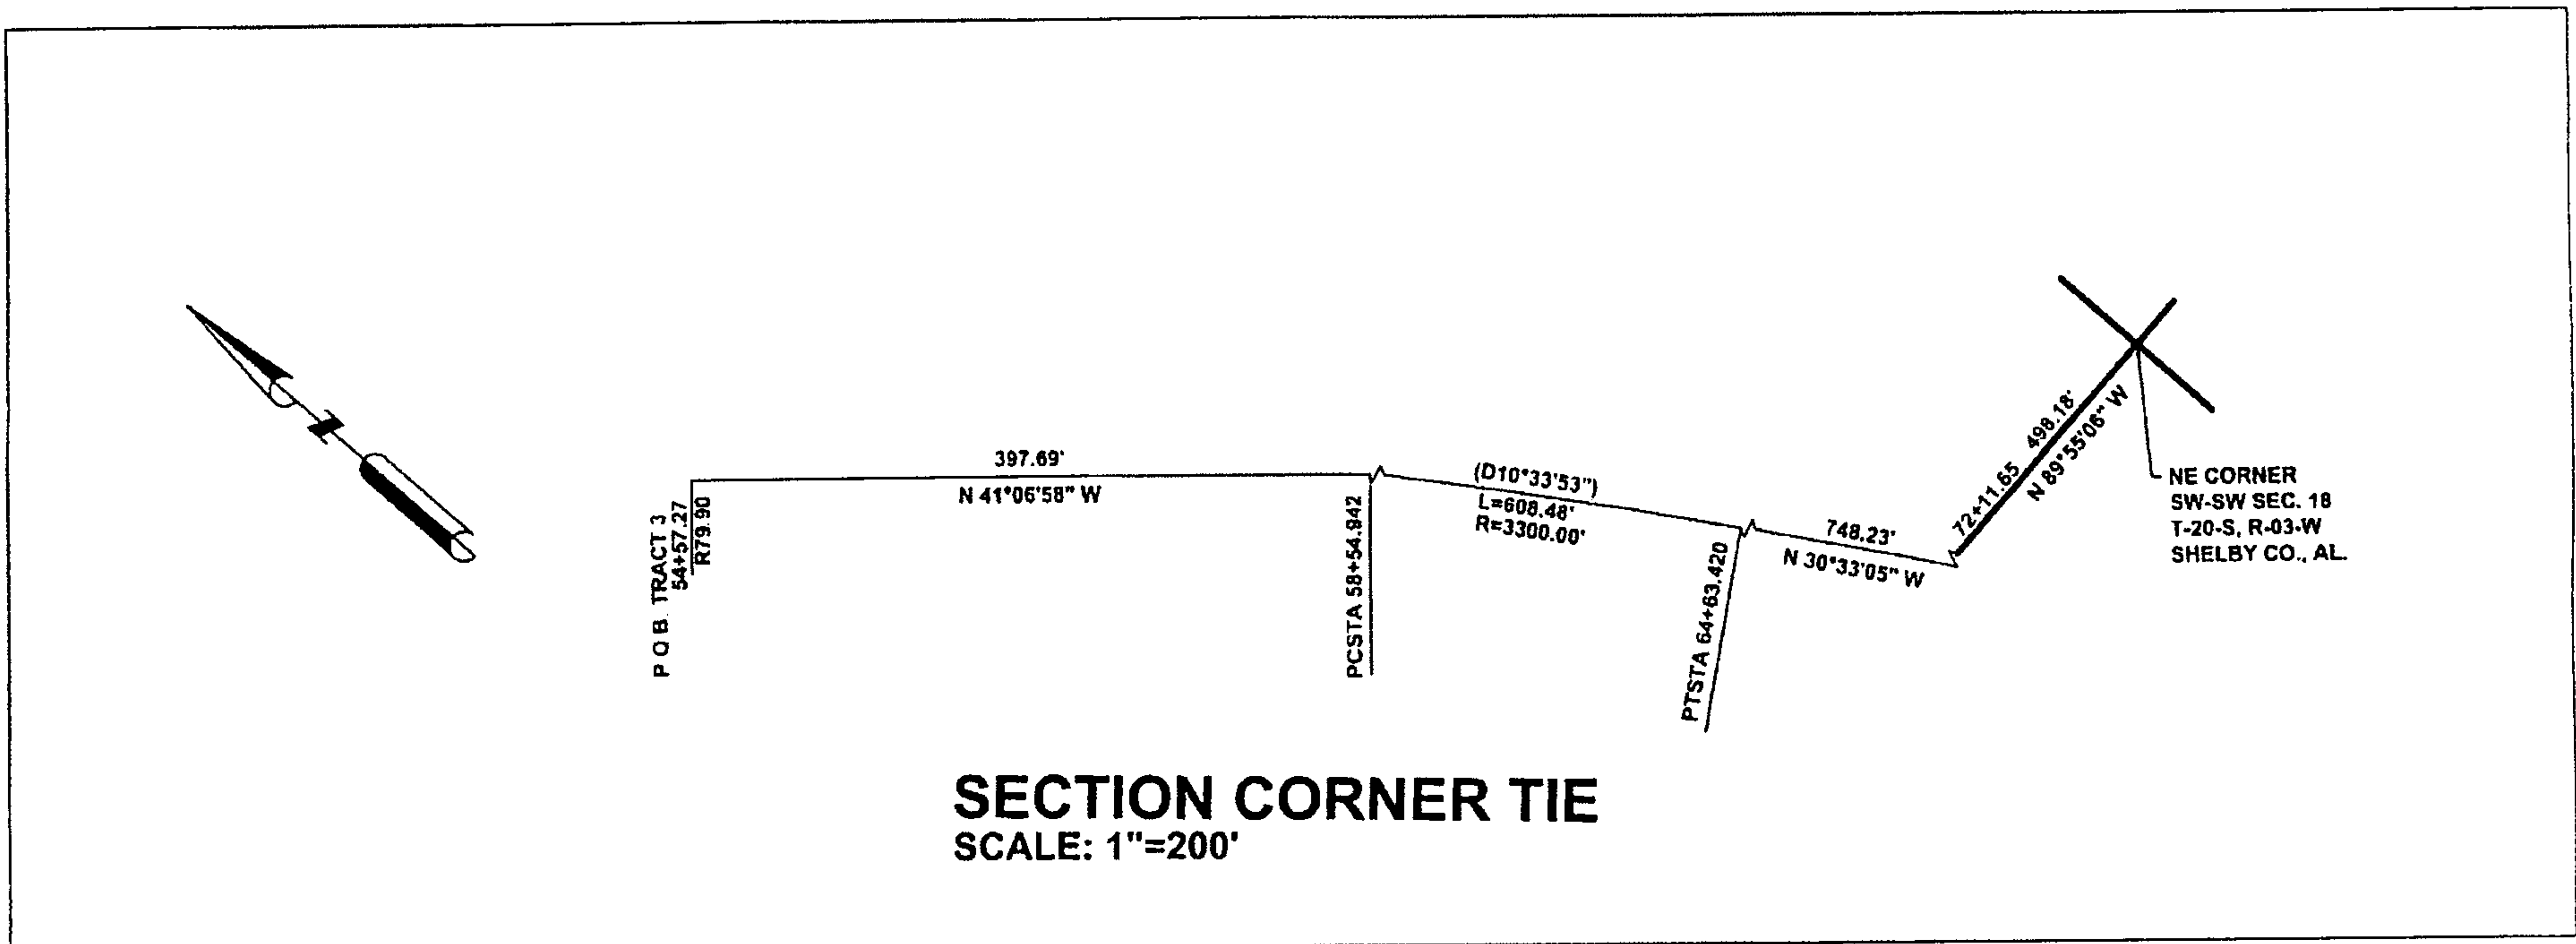 P O B TRACT 3
54+57.27
R79.90
397.69'
N 41°06'58" W
PCSTA 58+54.942
(D10°33'53")
L=608.48'
R=3300.00'
PTSTA 64+63.420
748.23'
N 30°33'05" W
72+11.65 498.18'
N 89°55'06" W
NE CORNER
SW-SW SEC. 18
T-20-S, R-03-W
SHELBY CO., AL.
SECTION CORNER TIE
SCALE: 1"=200'